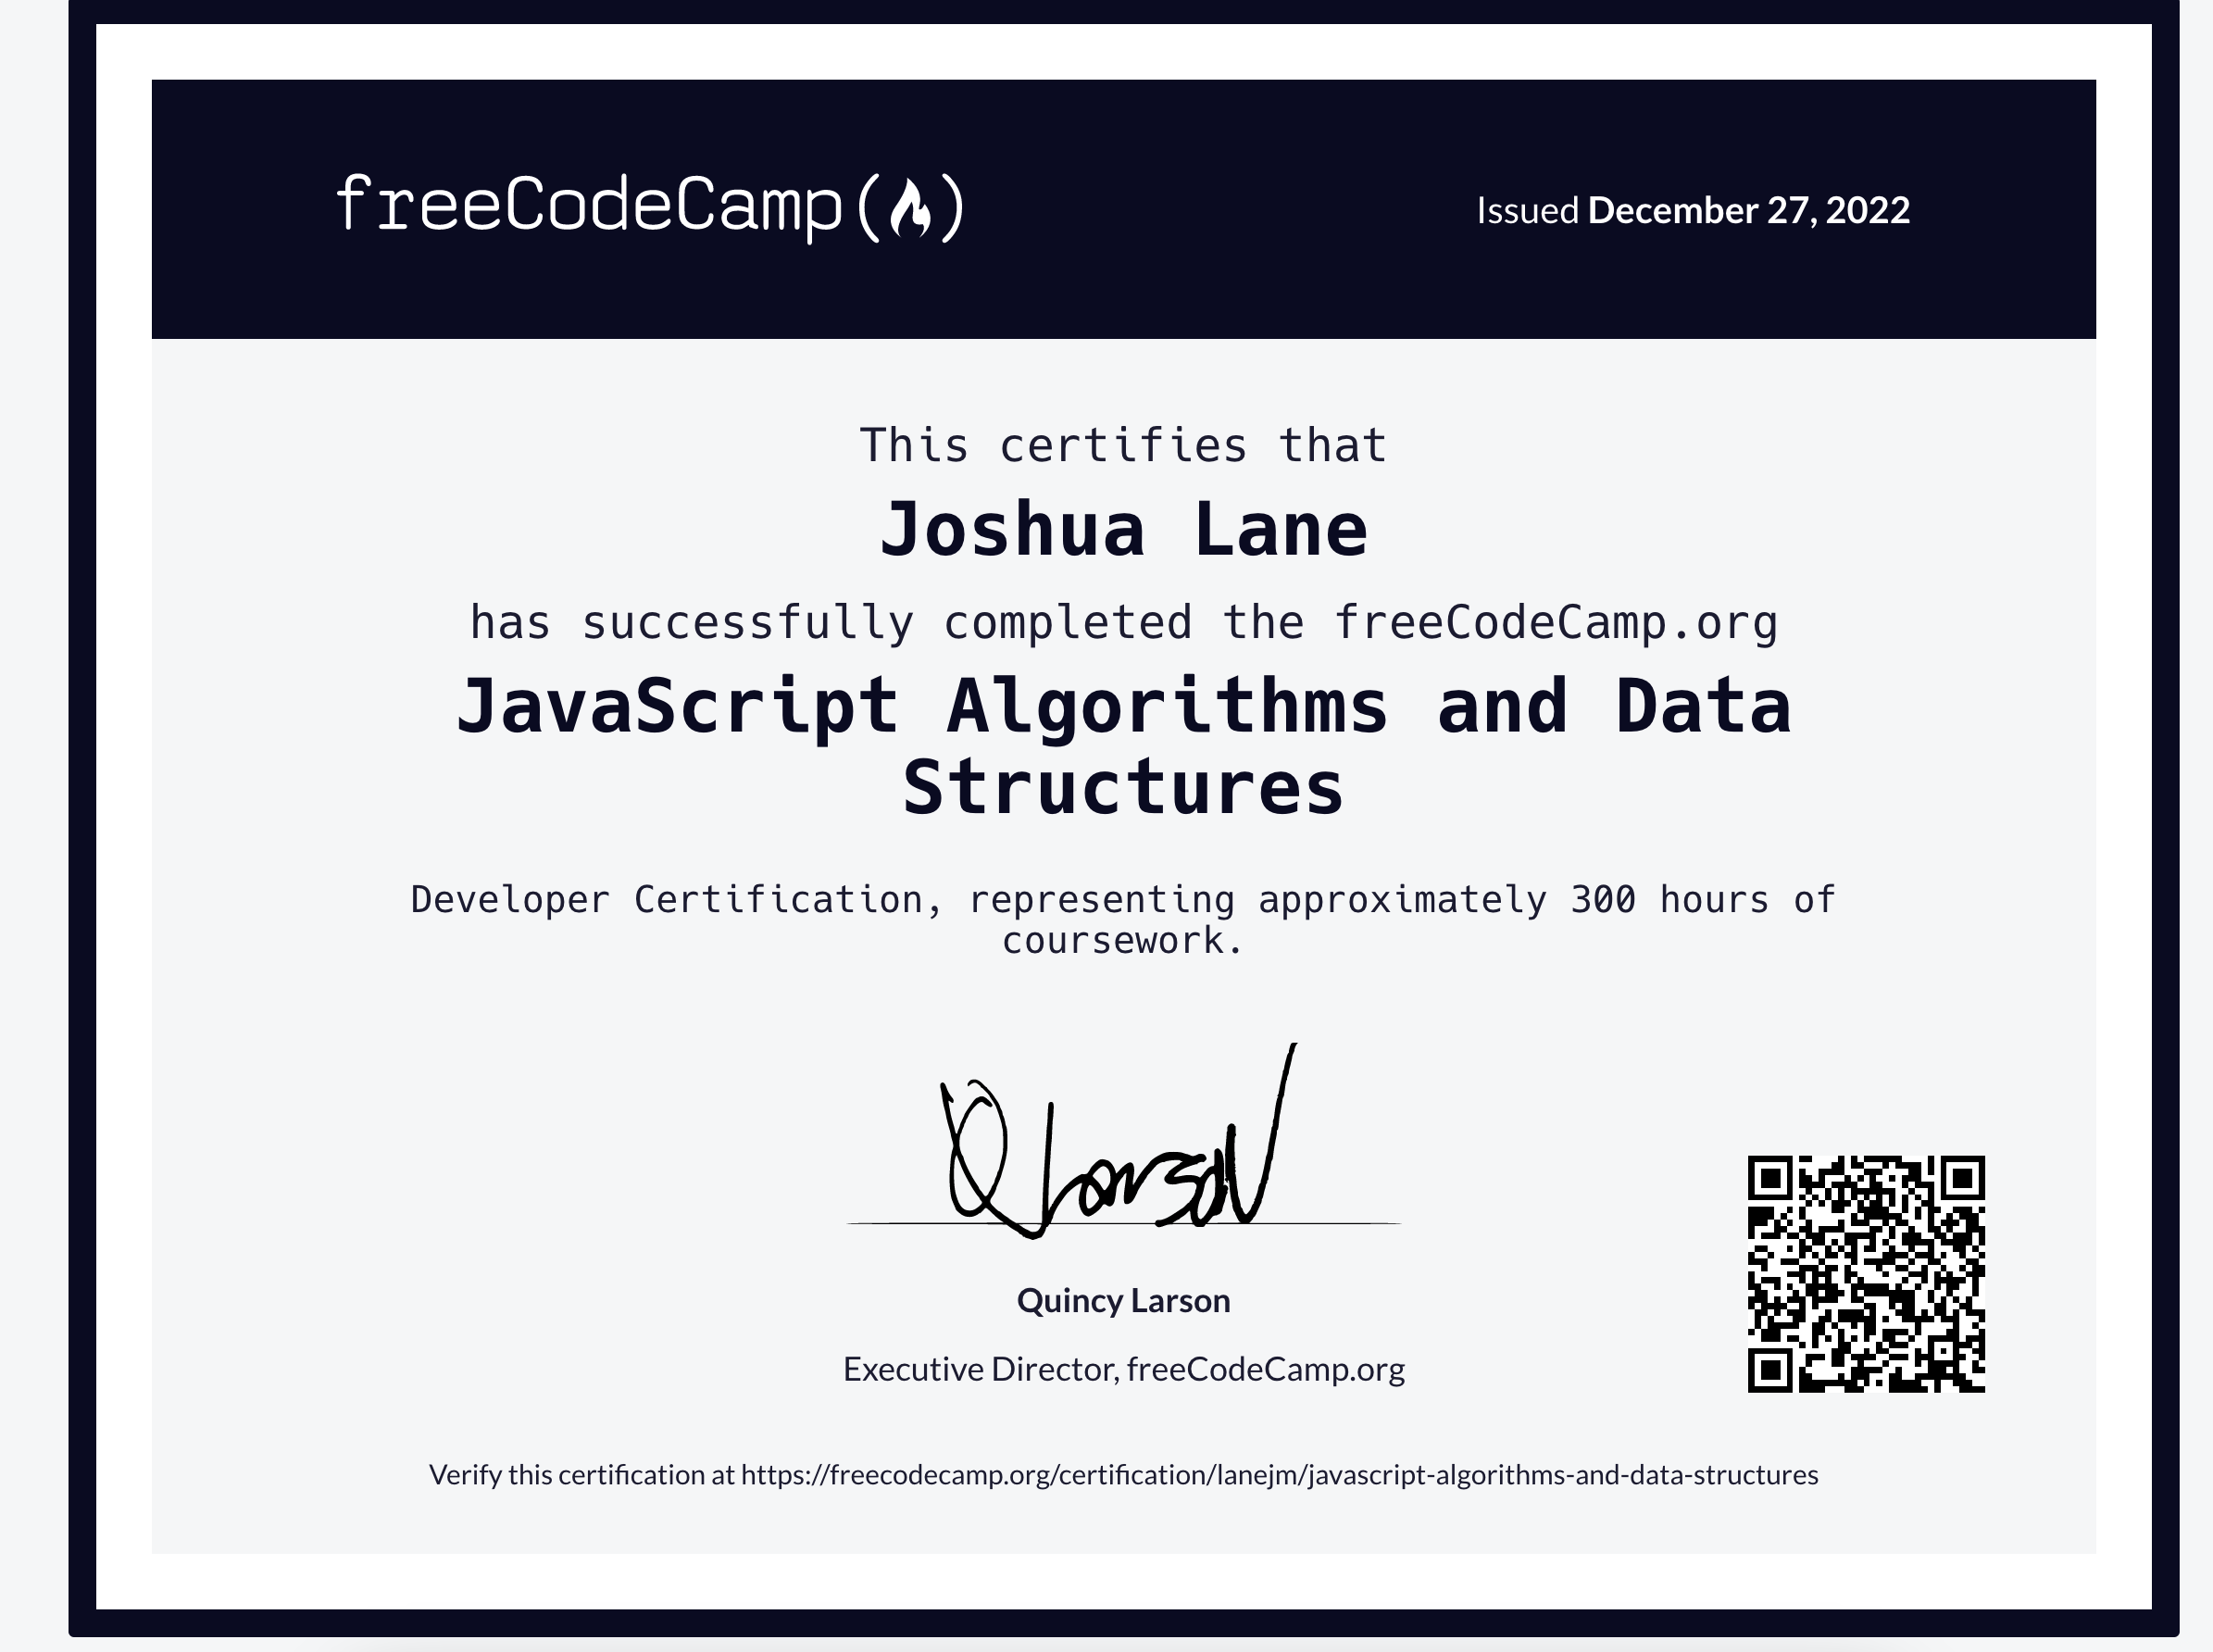 freeCodeCamp
Issued December 27, 2022
This certifies that
Joshua Lane
has successfully completed the freeCodeCamp.org
JavaScript Algorithms and Data
Structures
Developer Certification, representing approximately 300 hours of
coursework.
Q Larson
Quincy Larson
Executive Director, freeCodeCamp.org
Verify this certification at https://freecodecamp.org/certification/lanejm/javascript-algorithms-and-data-structures